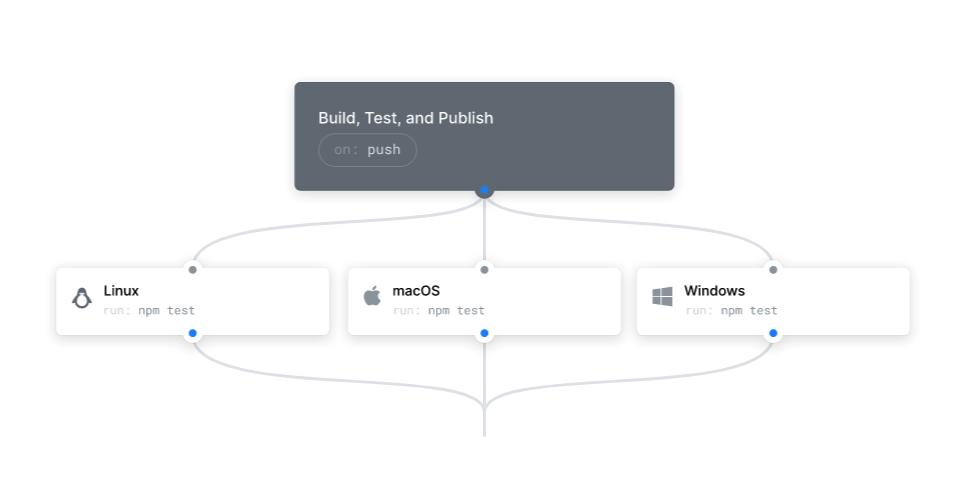 Build, Test, and Publish
on: push
Linux
run: npm test
macOS
run: npm test
Windows
run: npm test